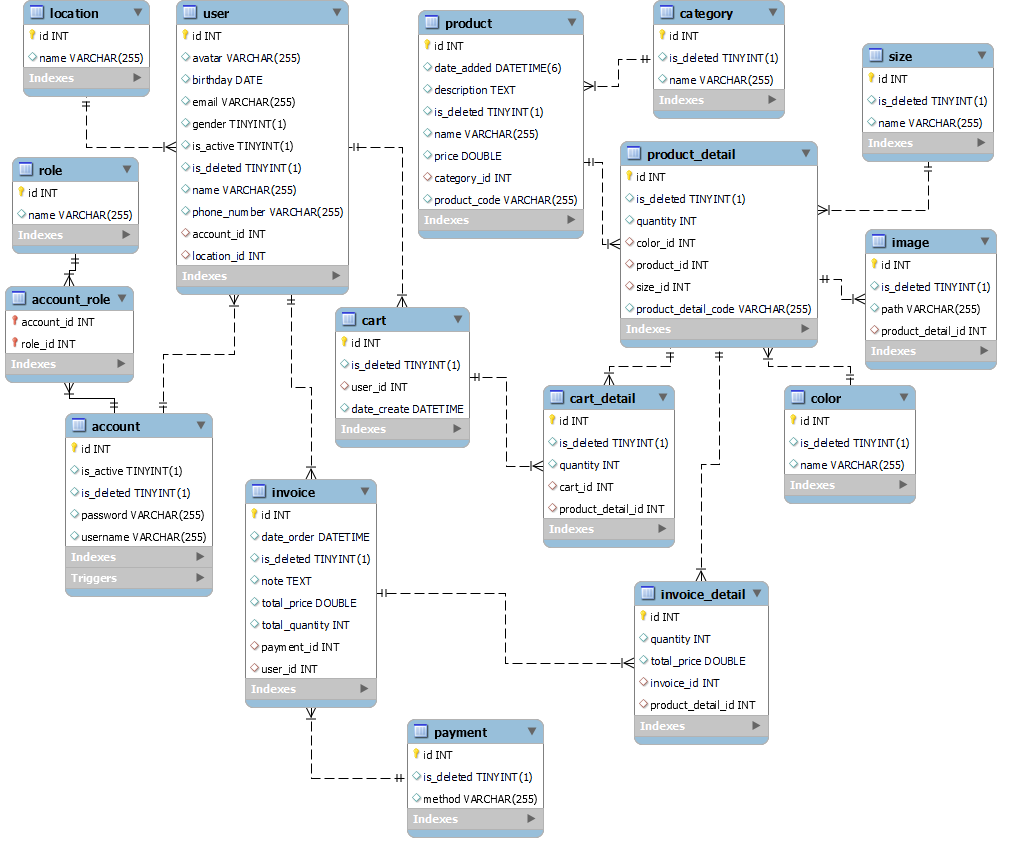 location
id INT
name VARCHAR(255)
Indexes
user
id INT
avatar VARCHAR(255)
birthday DATE
email VARCHAR(255)
gender TINYINT(1)
is_active TINYINT(1)
is_deleted TINYINT(1)
name VARCHAR(255)
phone_number VARCHAR(255)
account_id INT
location_id INT
Indexes
product
id INT
date_added DATETIME(6)
description TEXT
is_deleted TINYINT(1)
name VARCHAR(255)
price DOUBLE
category_id INT
product_code VARCHAR(255)
Indexes
category
id INT
is_deleted TINYINT(1)
name VARCHAR(255)
Indexes
size
id INT
is_deleted TINYINT(1)
name VARCHAR(255)
Indexes
role
id INT
name VARCHAR(255)
Indexes
product_detail
id INT
is_deleted TINYINT(1)
quantity INT
color_id INT
product_id INT
size_id INT
product_detail_code VARCHAR(255)
Indexes
image
id INT
is_deleted TINYINT(1)
path VARCHAR(255)
product_detail_id INT
Indexes
account_role
account_id INT
role_id INT
Indexes
cart
id INT
is_deleted TINYINT(1)
user_id INT
date_create DATETIME
Indexes
cart_detail
id INT
is_deleted TINYINT(1)
quantity INT
cart_id INT
product_detail_id INT
Indexes
color
id INT
is_deleted TINYINT(1)
name VARCHAR(255)
Indexes
account
id INT
is_active TINYINT(1)
is_deleted TINYINT(1)
password VARCHAR(255)
username VARCHAR(255)
Indexes
Triggers
invoice
id INT
date_order DATETIME
is_deleted TINYINT(1)
note TEXT
total_price DOUBLE
total_quantity INT
payment_id INT
user_id INT
Indexes
invoice_detail
id INT
quantity INT
total_price DOUBLE
invoice_id INT
product_detail_id INT
Indexes
payment
id INT
is_deleted TINYINT(1)
method VARCHAR(255)
Indexes